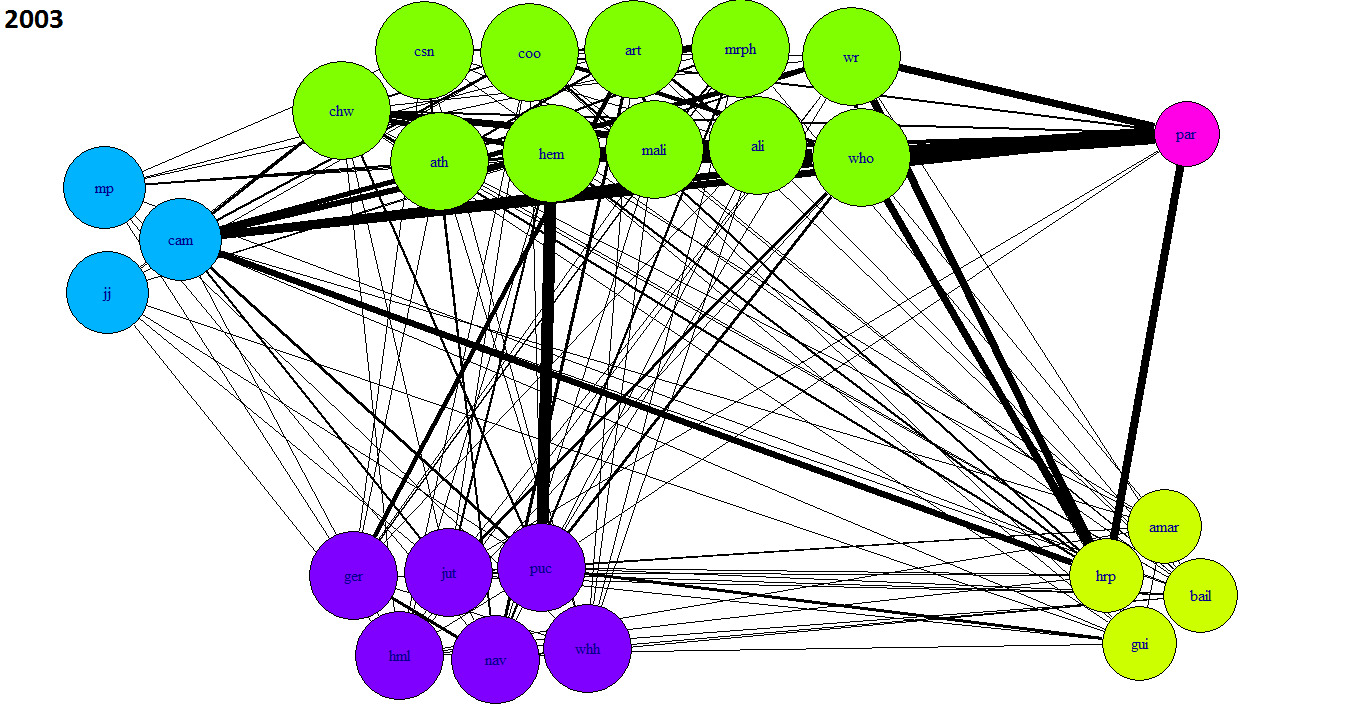 2003
csn
coo
art
mrph
wr
chw
par
ath
hem
mali
ali
who
mp
cam
jj
amar
ger
jut
puc
hrp
bail
hml
nav
whh
gui